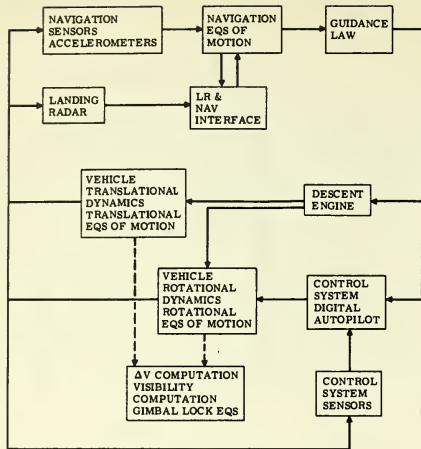 NAVIGATION
SENSORS
ACCELEROMETERS
NAVIGATION
EQS OF
MOTION
GUIDANCE
LAW
LANDING
RADAR
LR &
NAV
INTERFACE
VEHICLE
TRANSLATIONAL
DYNAMICS
TRANSLATIONAL
EQS OF MOTION
DESCENT
ENGINE
VEHICLE
ROTATIONAL
DYNAMICS
ROTATIONAL
EQS OF MOTION
CONTROL
SYSTEM
DIGITAL
AUTOPILOT
ΔV COMPUTATION
VISIBILITY
COMPUTATION
GIMBAL LOCK EQS
CONTROL
SYSTEM
SENSORS